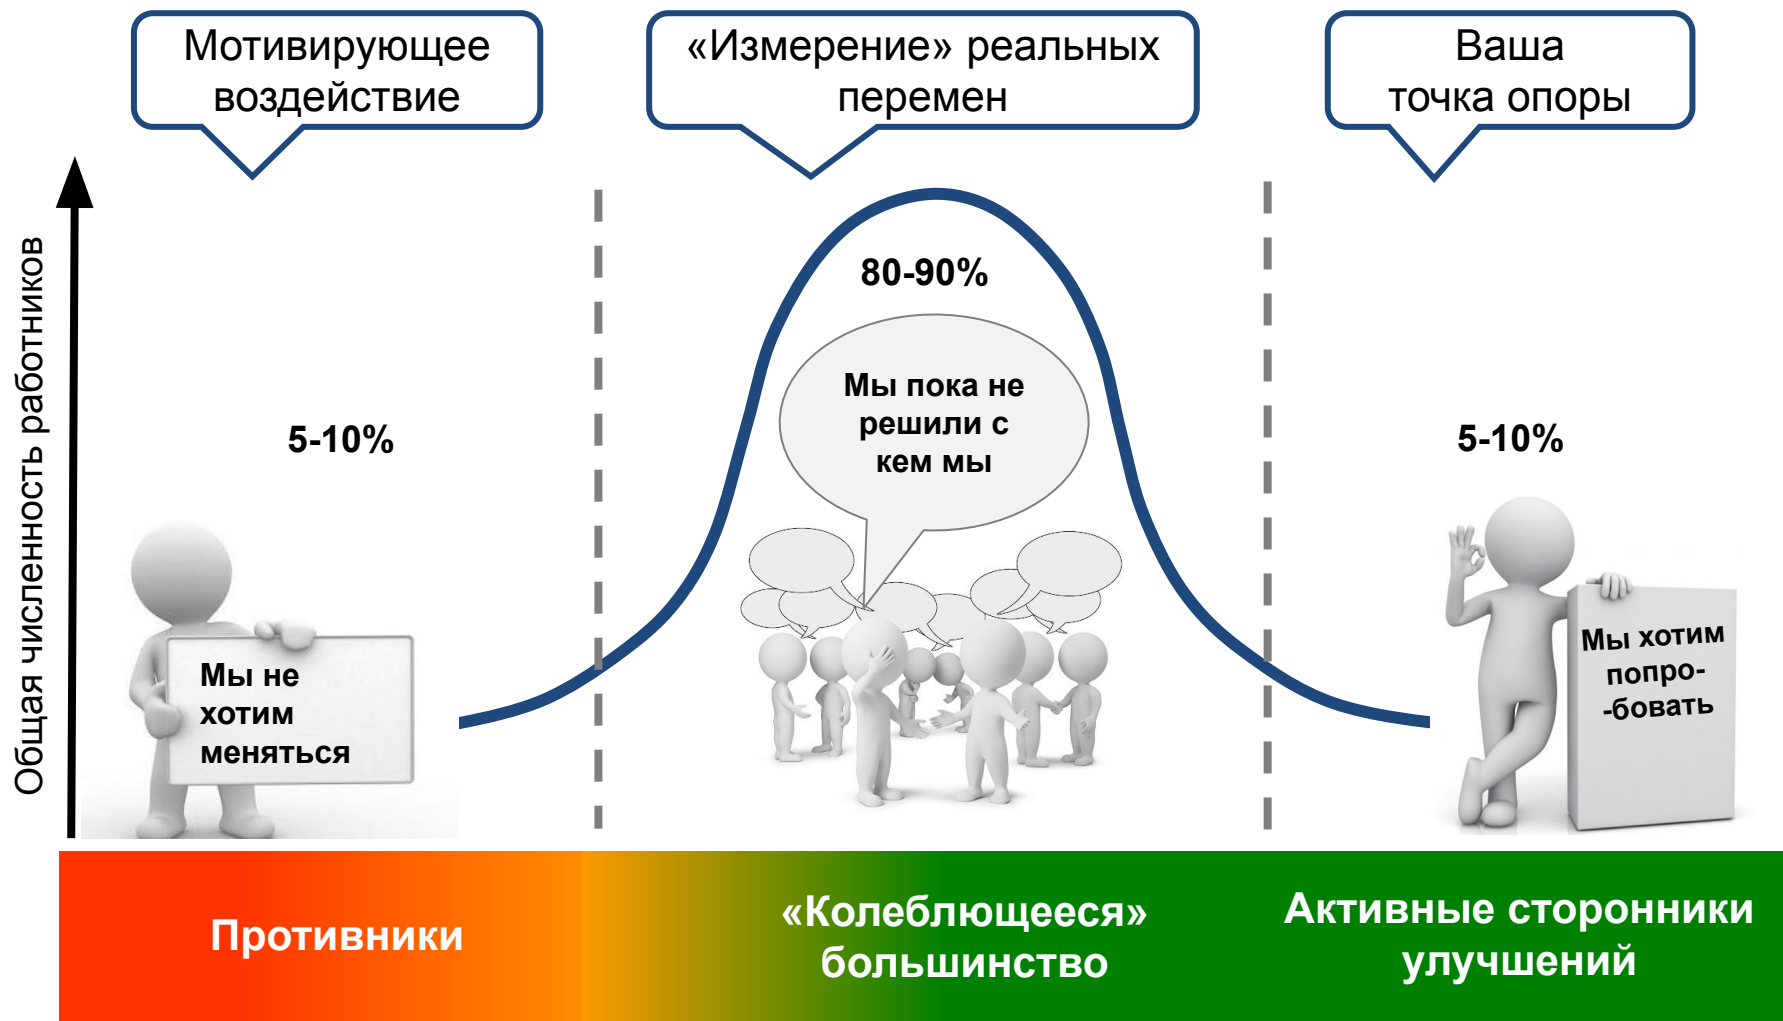 Мотивирующее
воздействие
«Измерение» реальных
перемен
Ваша
точка опоры
Общая численность работников
5-10%
80-90%
5-10%
Мы пока не
решили с
кем мы
Мы не
хотим
меняться
Мы хотим
попро-
-бовать
Противники
«Колеблющееся»
большинство
Активные сторонники
улучшений